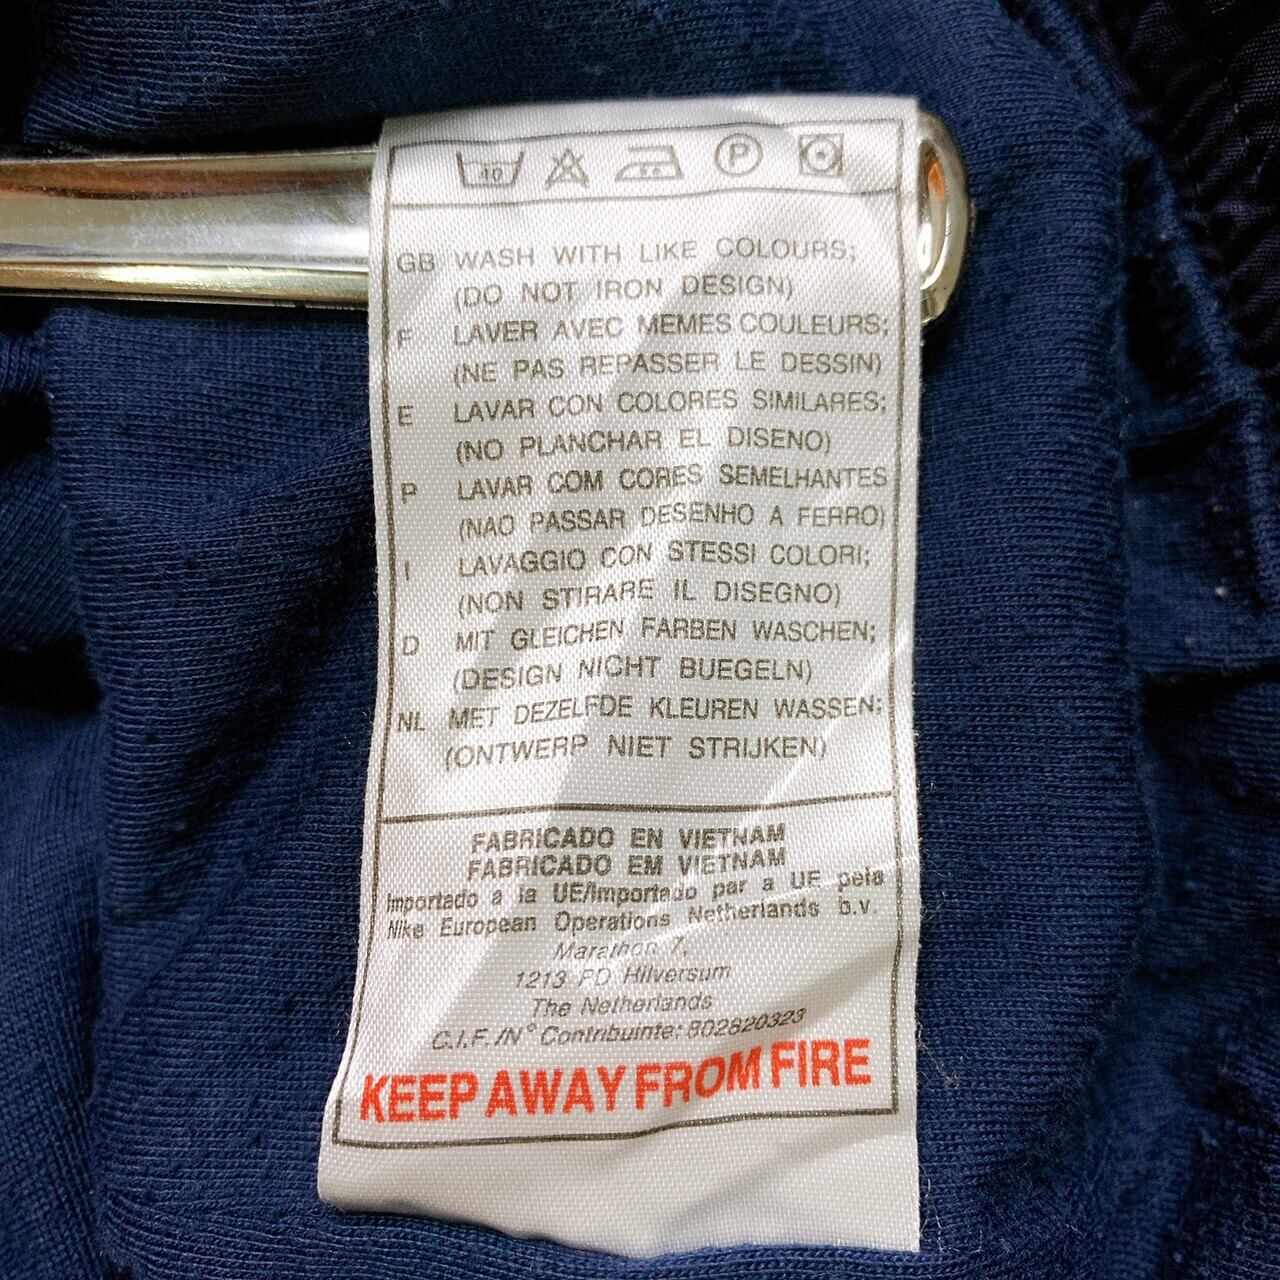 40 P
GB WASH WITH LIKE COLOURS;
(DO NOT IRON DESIGN)
F LAVER AVEC MEMES COULEURS;
(NE PAS REPASSER LE DESSIN)
E LAVAR CON COLORES SIMILARES;
(NO PLANCHAR EL DISENO)
P LAVAR COM CORES SEMELHANTES
(NAO PASSAR DESENHO A FERRO)
I LAVAGGIO CON STESSI COLORI;
(NON STIRARE IL DISEGNO)
D MIT GLEICHEN FARBEN WASCHEN;
(DESIGN NICHT BUEGELN)
NL MET DEZELFDE KLEUREN WASSEN;
(ONTWERP NIET STRIJKEN)
FABRICADO EN VIETNAM
FABRICADO EM VIETNAM
Importado a la UE/Importado par a UE pela
Nike European Operations Netherlands b.v.
Marathon 7,
1213 PD Hilversum
The Netherlands
C.I.F./N° Contribuinte: 802820323
KEEP AWAY FROM FIRE